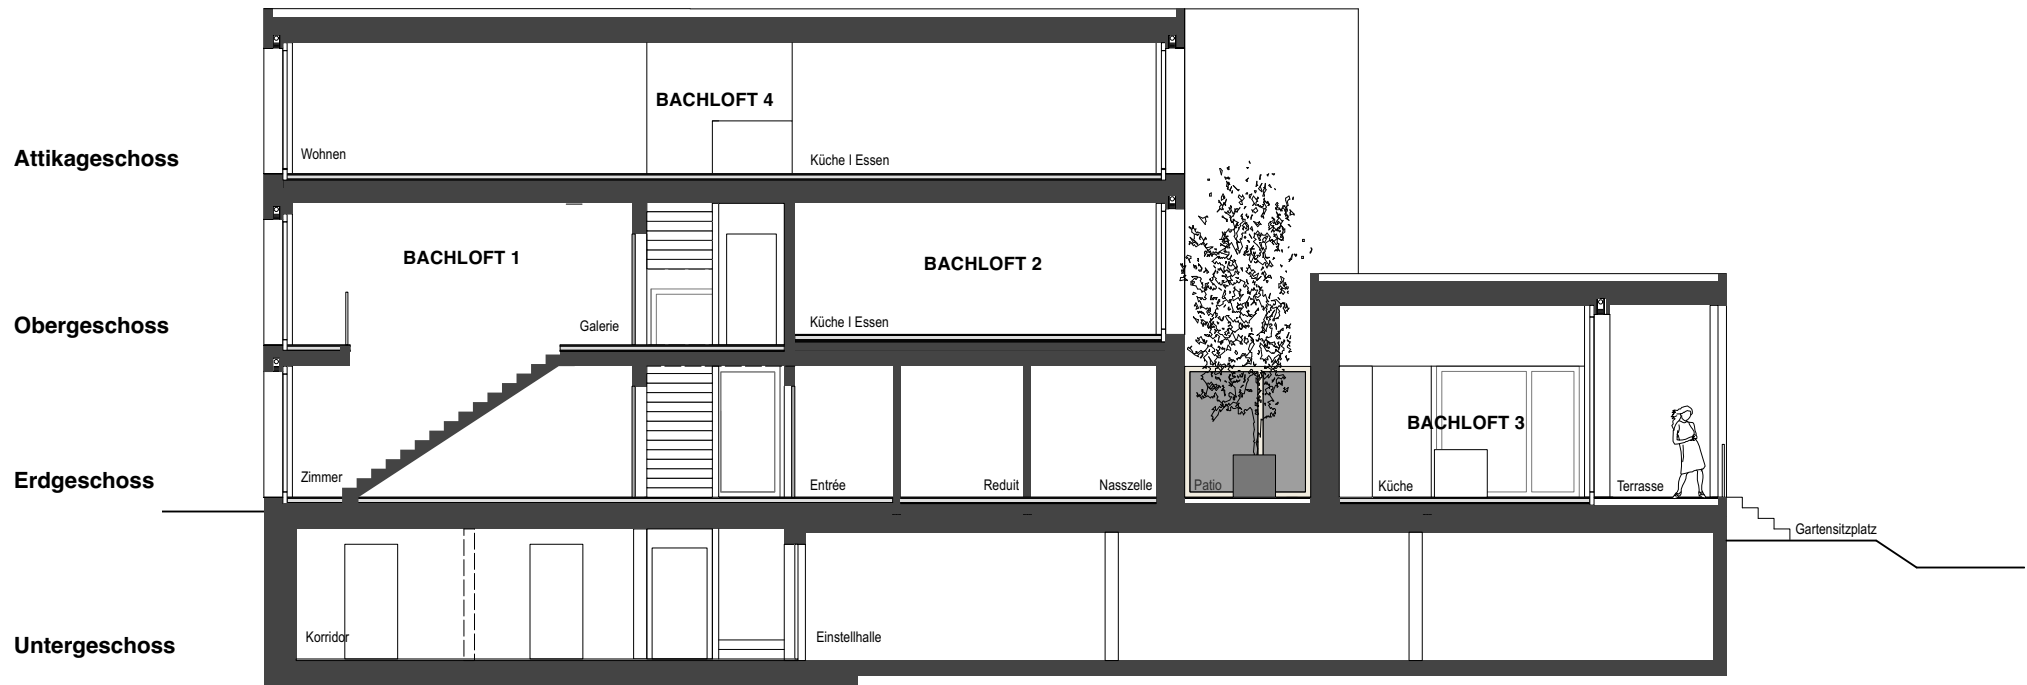 BACHLOFT 4
Attikageschoss
Wohnen
Küche I Essen
BACHLOFT 1
BACHLOFT 2
Obergeschoss
Galerie
Küche I Essen
BACHLOFT 3
Erdgeschoss
Zimmer
Entrée
Reduit
Nasszelle
Patio
Küche
Terrasse
Gartensitzplatz
Untergeschoss
Korridor
Einstellhalle